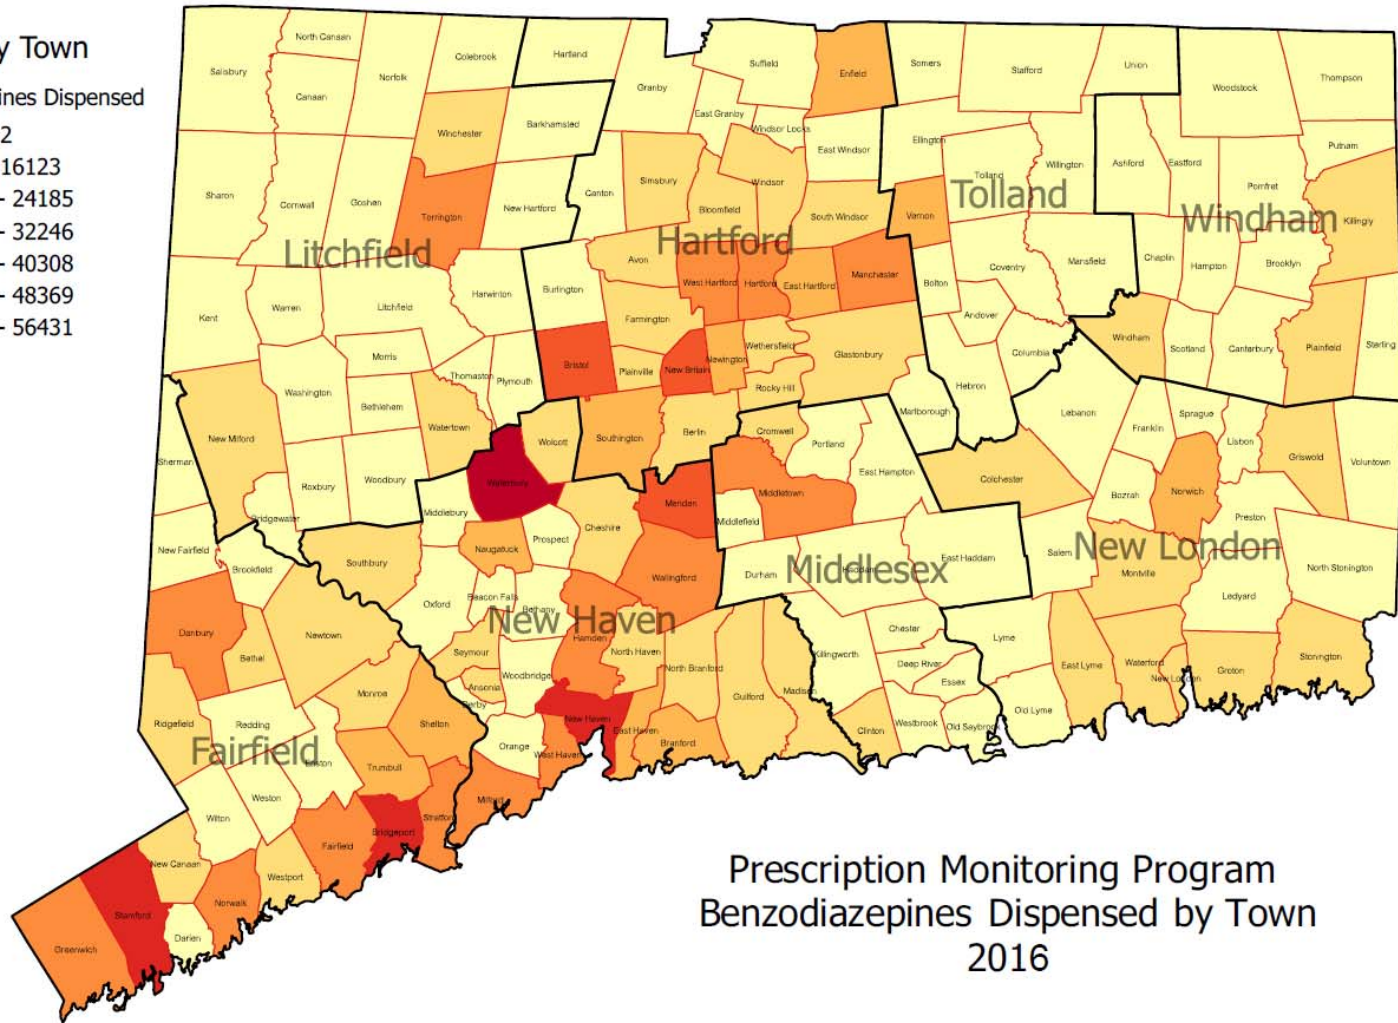 y Town
ines Dispensed
2
16123
- 24185
- 32246
- 40308
- 48369
- 56431
North Canaan
Colebrook
Hartland
Salisbury
Norfolk
Canaan
Granby
Suffield
Enfield
Somers
Stafford
Union
Woodstock
Thompson
East Granby
Windsor Locks
Winchester
Barkhamsted
East Windsor
Ellington
Tolland
Willington
Ashford
Eastford
Putnam
Sharon
Cornwall
Goshen
Torrington
New Hartford
Canton
Simsbury
Bloomfield
Windsor
South Windsor
Vernon
Tolland
Pomfret
Killingly
Windham
Litchfield
Hartford
Avon
West Hartford
Hartford
East Hartford
Manchester
Bolton
Coventry
Mansfield
Chaplin
Hampton
Brooklyn
Kent
Warren
Litchfield
Harwinton
Burlington
Farmington
Andover
Morris
Thomaston
Plymouth
Bristol
Plainville
New Britain
Newington
Wethersfield
Glastonbury
Columbia
Windham
Scotland
Canterbury
Plainfield
Sterling
Washington
Bethlehem
Rocky Hill
Hebron
Marlborough
Lebanon
Franklin
Sprague
Lisbon
Griswold
Voluntown
New Milford
Watertown
Wolcott
Southington
Berlin
Cromwell
Portland
East Hampton
Sherman
Roxbury
Woodbury
Waterbury
Meriden
Middletown
Colchester
Bozrah
Norwich
Preston
Bridgewater
Middlebury
Cheshire
Middlefield
New Fairfield
Brookfield
Southbury
Naugatuck
Prospect
Wallingford
Durham
Middlesex
Haddam
East Haddam
Salem
New London
Montville
North Stonington
Oxford
Beacon Falls
Bethany
New Haven
Ledyard
Danbury
Bethel
Newtown
Seymour
Hamden
North Haven
Killingworth
Chester
Lyme
Ansonia
Woodbridge
North Branford
Guilford
Madison
Deep River
Essex
East Lyme
Waterford
New London
Groton
Stonington
Ridgefield
Redding
Monroe
Shelton
Derby
Fairfield
Easton
Trumbull
Orange
West Haven
New Haven
East Haven
Branford
Clinton
Westbrook
Old Saybrook
Old Lyme
Weston
Wilton
Milford
Stratford
Bridgeport
Fairfield
New Canaan
Westport
Norwalk
Stamford
Darien
Greenwich
Prescription Monitoring Program
Benzodiazepines Dispensed by Town
2016